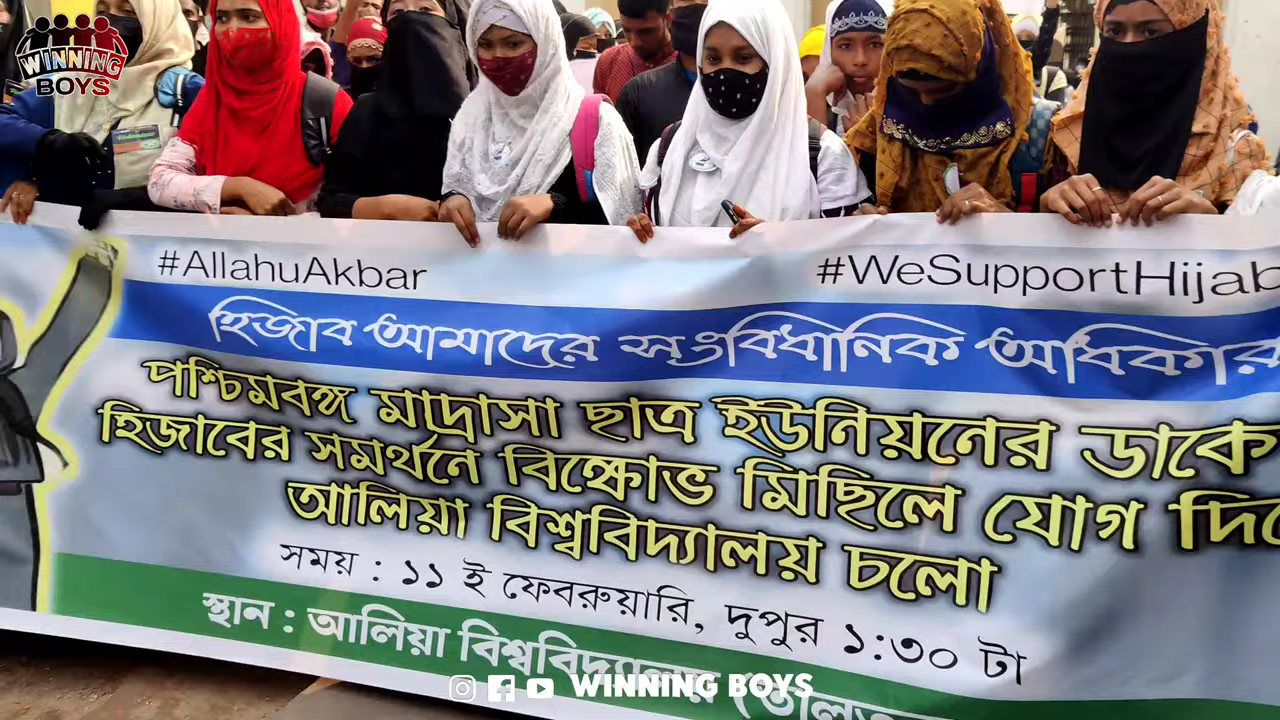 WINNING
BOYS
#AllahuAkbar
#WeSupportHijab
হিজাব আমাদের সংবিধানিক অধিকার
পশ্চিমবঙ্গ মাদ্রাসা ছাত্র ইউনিয়নের ডাকে
হিজাবের সমর্থনে বিক্ষোভ মিছিলে যোগ
আলিয়া বিশ্ববিদ্যালয় চলো
সময় : ১১ ই ফেবরুয়ারি, দুপুর ১:৩০ টা
স্থান : আলিয়া বিশ্ববিদ্যালয়
WINNING BOYS